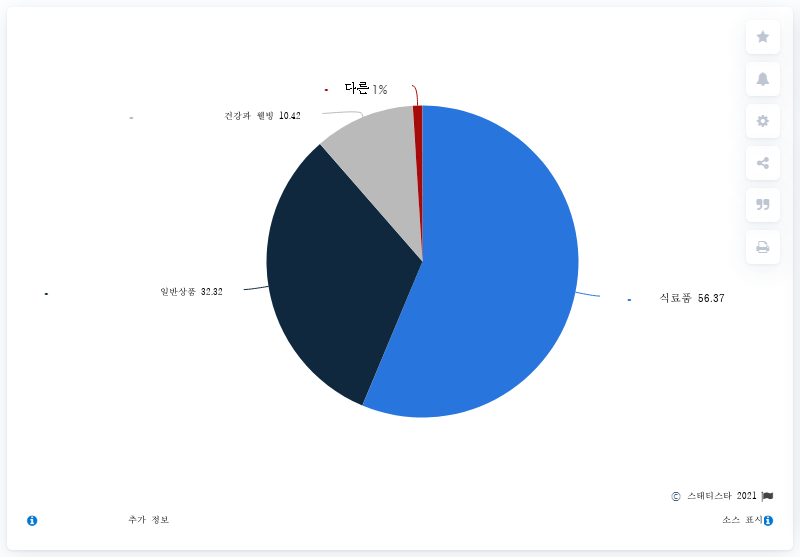 다른 1%
건강과 웰빙 10.42
일반상품 32.32
식료품 56.37
© 스태티스타 2021
추가 정보
소스 표시